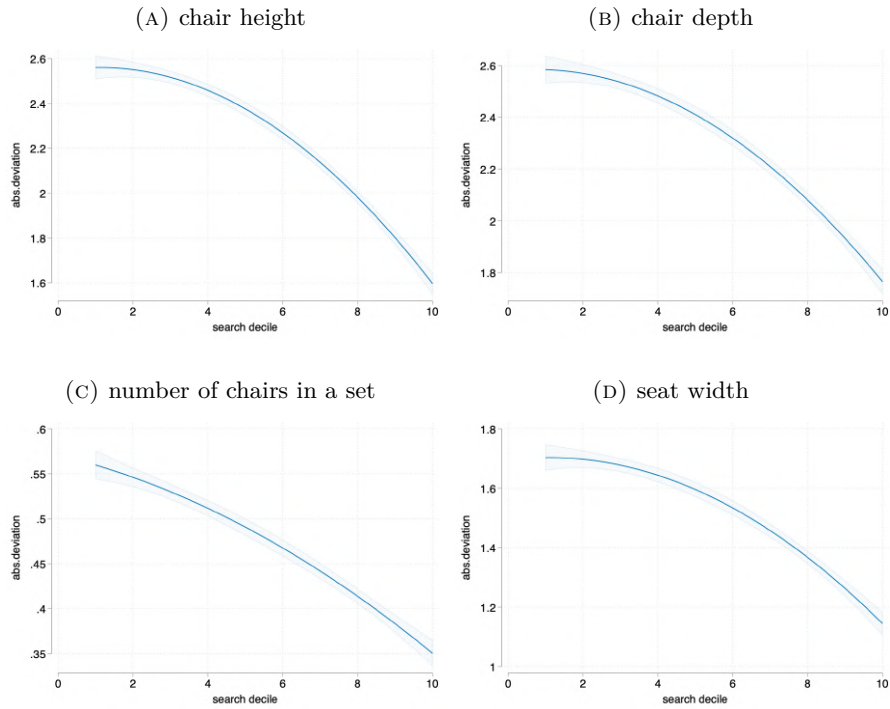 (A) chair height
2.6
2.4
2.2
2
1.8
1.6
abs.deviation
0 2 4 6 8 10
search decile
(B) chair depth
2.6
2.4
2.2
2
1.8
abs.deviation
0 2 4 6 8 10
search decile
(C) number of chairs in a set
.6
.55
.5
.45
.4
.35
abs.deviation
0 2 4 6 8 10
search decile
(D) seat width
1.8
1.6
1.4
1.2
1
abs.deviation
0 2 4 6 8 10
search decile